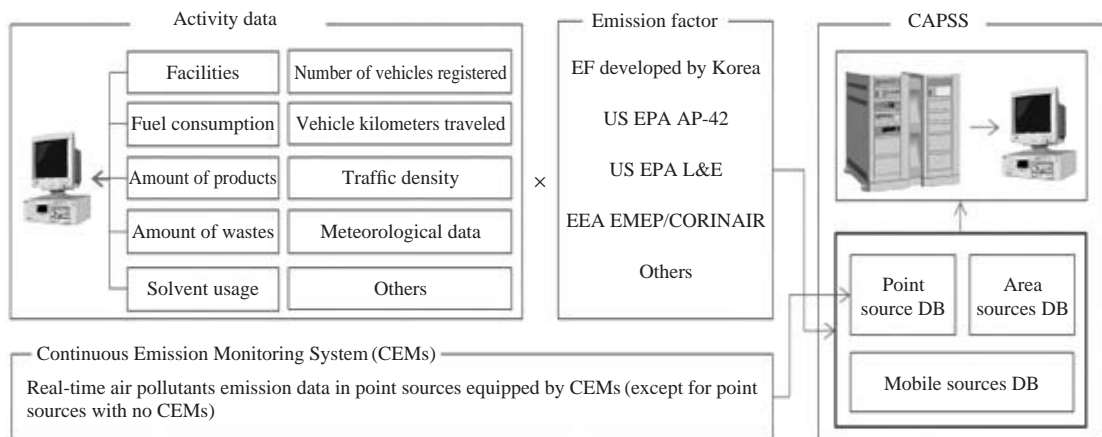 Activity data
Facilities
Number of vehicles registered
Fuel consumption
Vehicle kilometers traveled
Amount of products
Traffic density
Amount of wastes
Meteorological data
Solvent usage
Others
×
Emission factor
EF developed by Korea
US EPA AP-42
US EPA L&E
EEA EMEP/CORINAIR
Others
CAPSS
Point
source DB
Area
sources DB
Mobile sources DB
Continuous Emission Monitoring System (CEMs)
Real-time air pollutants emission data in point sources equipped by CEMs (except for point
sources with no CEMs)